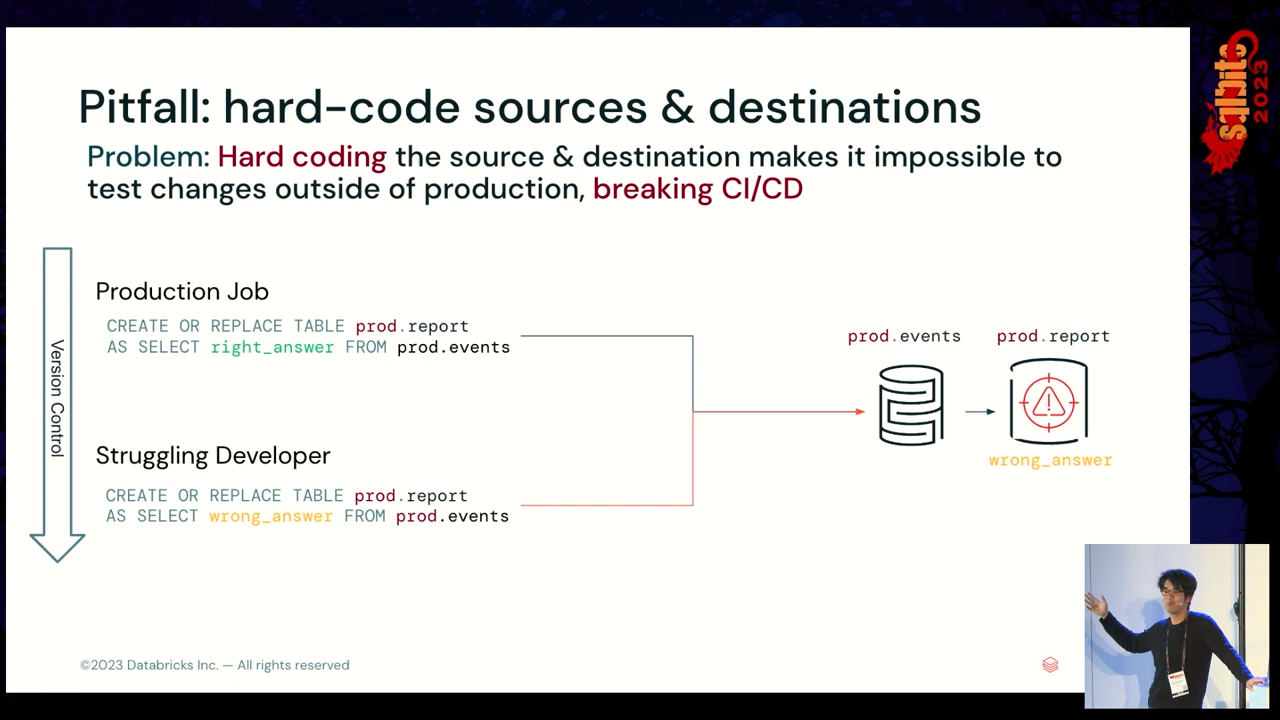 Pitfall: hard-code sources & destinations
Problem: Hard coding the source & destination makes it impossible to
test changes outside of production, breaking CI/CD
Version Control
Production Job
CREATE OR REPLACE TABLE prod.report
AS SELECT right_answer FROM prod.events
Struggling Developer
CREATE OR REPLACE TABLE prod.report
AS SELECT wrong_answer FROM prod.events
prod.events
prod.report
wrong_answer
©2023 Databricks Inc. — All rights reserved
sqlbits
2023